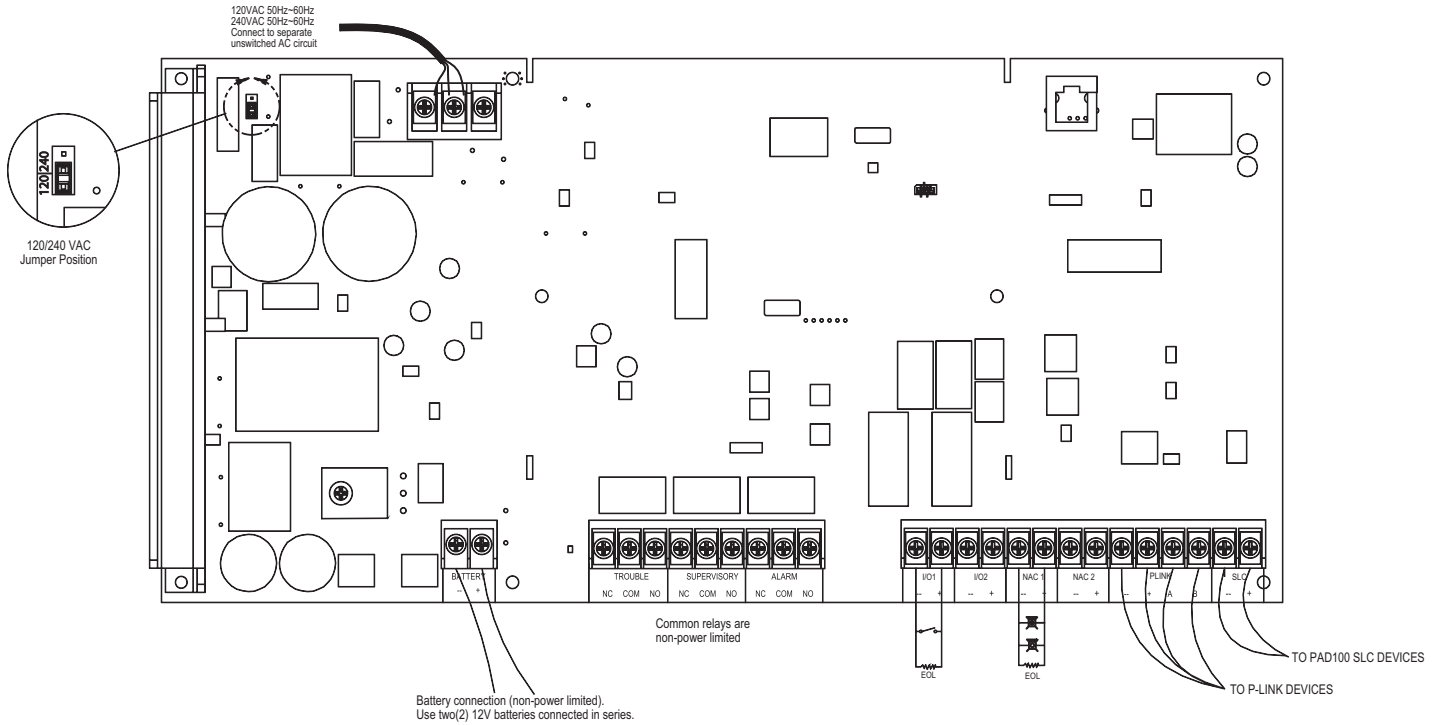 120VAC 50Hz~60Hz
240VAC 50Hz~60Hz
Connect to separate
unswitched AC circuit
120 240
120/240 VAC
Jumper Position
BATTERY
-- +
TROUBLE SUPERVISORY ALARM
NC COM NO NC COM NO NC COM NO
Common relays are
non-power limited
I/O1 I/O2 NAC 1 NAC 2 PLINK SLC
-- + -- + -- + -- + -- + A B -- +
EOL EOL
TO PAD100 SLC DEVICES
TO P-LINK DEVICES
Battery connection (non-power limited).
Use two(2) 12V batteries connected in series.